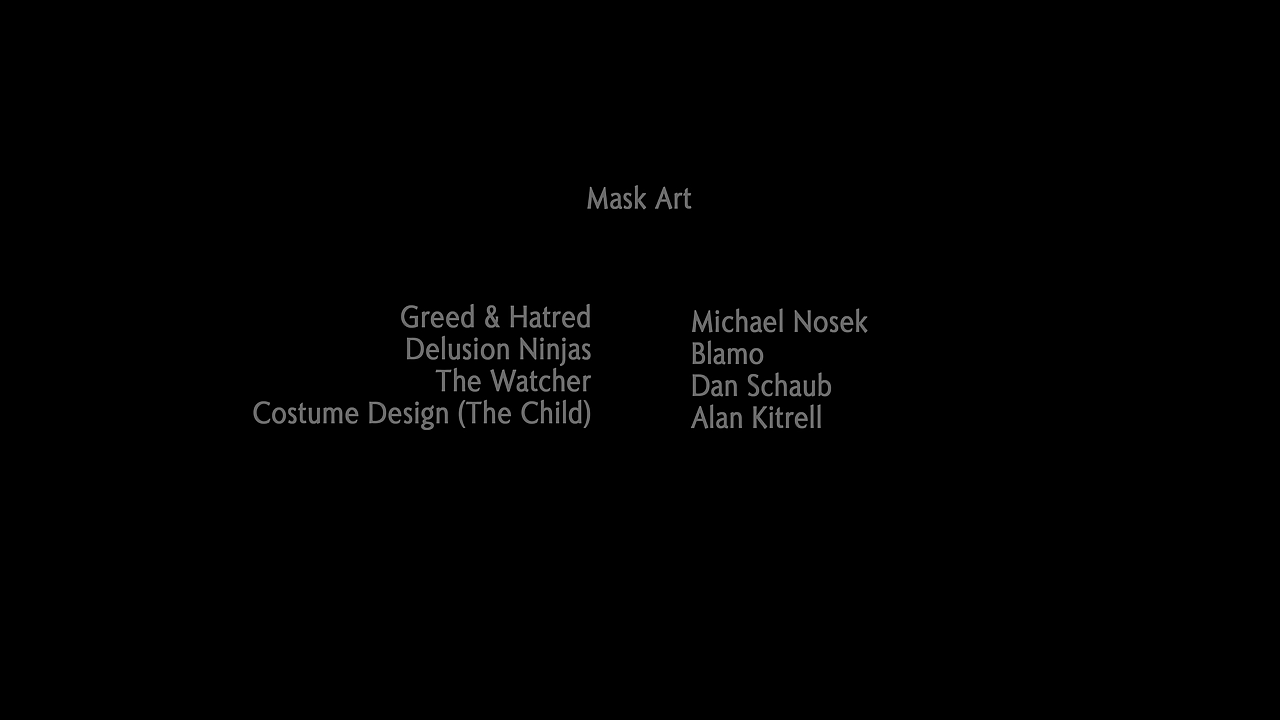 Mask Art
Greed & Hatred Michael Nosek
Delusion Ninjas Blamo
The Watcher Dan Schaub
Costume Design (The Child) Alan Kitrell